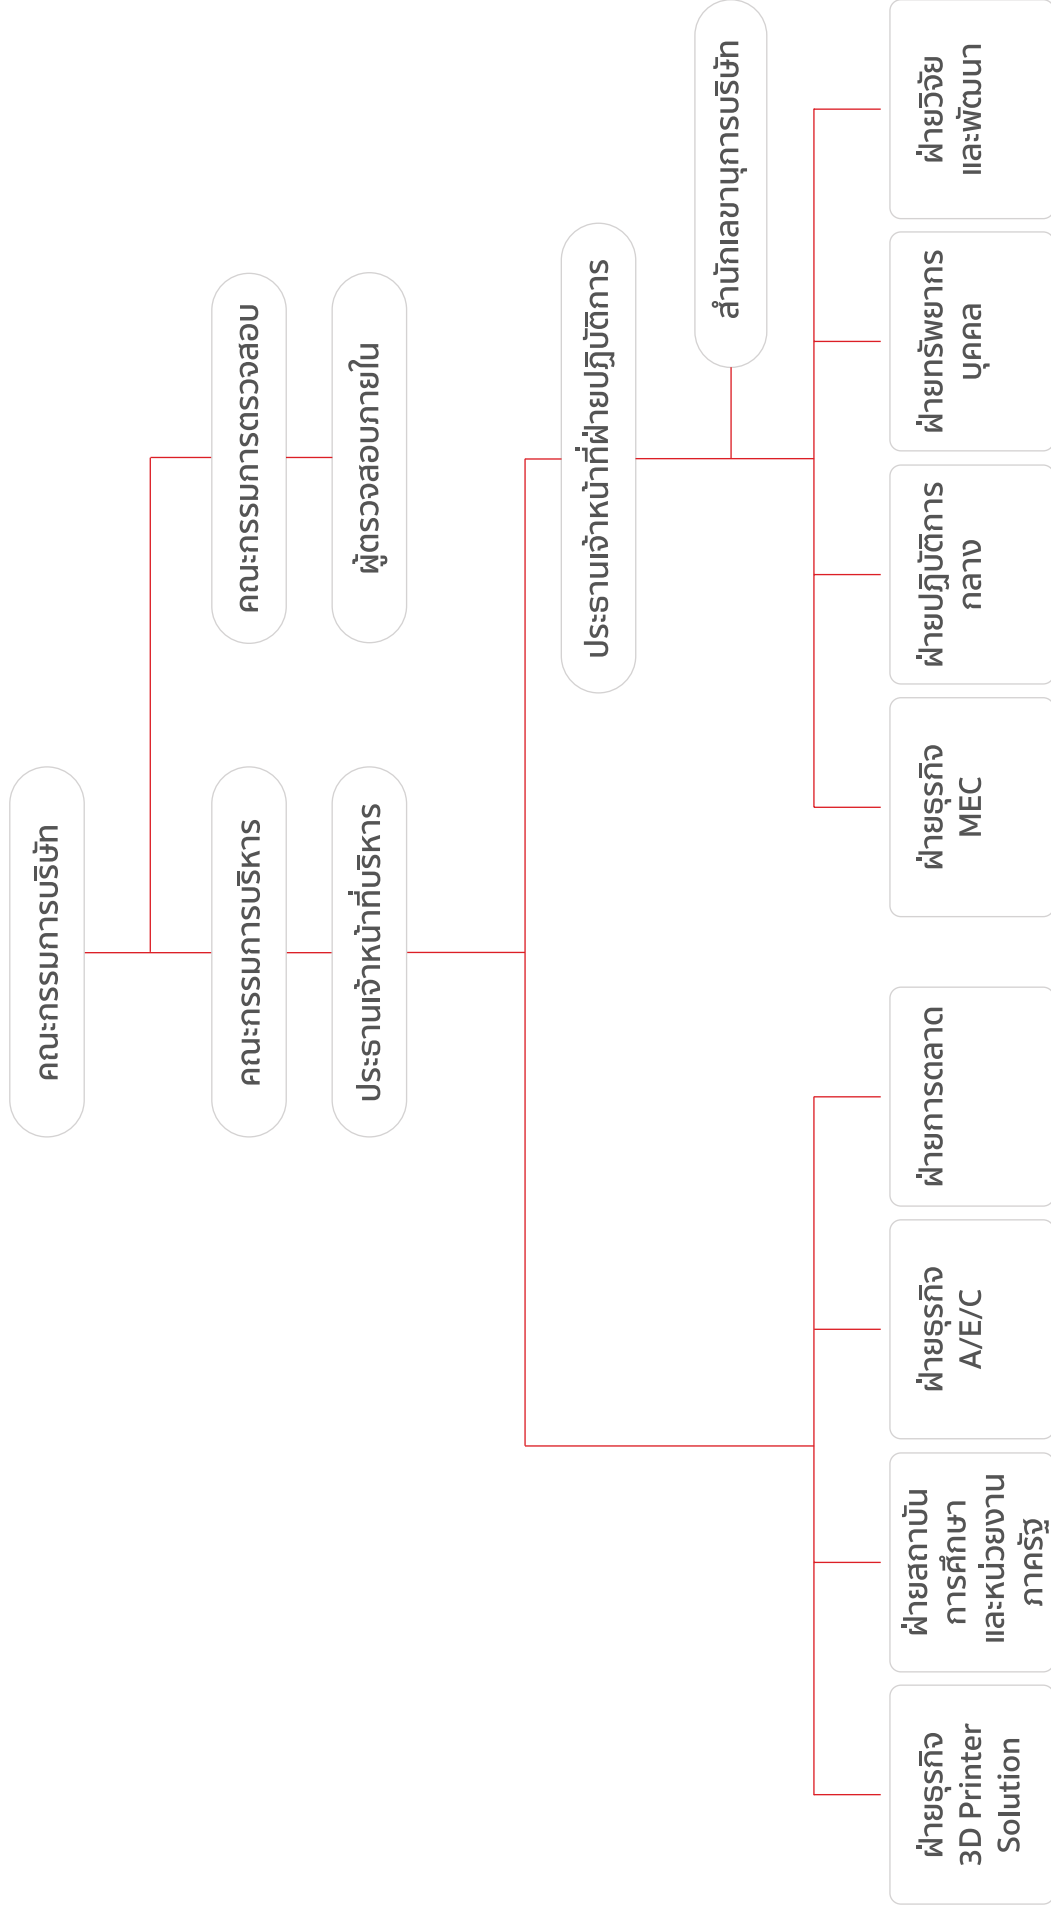 คณะกรรมการบริษัท
คณะกรรมการบริหาร
คณะกรรมการตรวจสอบ
ประธานเจ้าหน้าที่บริหาร
ผู้ตรวจสอบภายใน
ประธานเจ้าหน้าที่ฝ่ายปฏิบัติการ
สำนักเลขานุการบริษัท
ฝ่ายธุรกิจ
3D Printer
Solution
ฝ่ายสถาบัน
การศึกษา
และหน่วยงาน
ภาครัฐ
ฝ่ายธุรกิจ
A/E/C
ฝ่ายการตลาด
ฝ่ายธุรกิจ
MEC
ฝ่ายปฏิบัติการ
กลาง
ฝ่ายทรัพยากร
บุคคล
ฝ่ายวิจัย
และพัฒนา